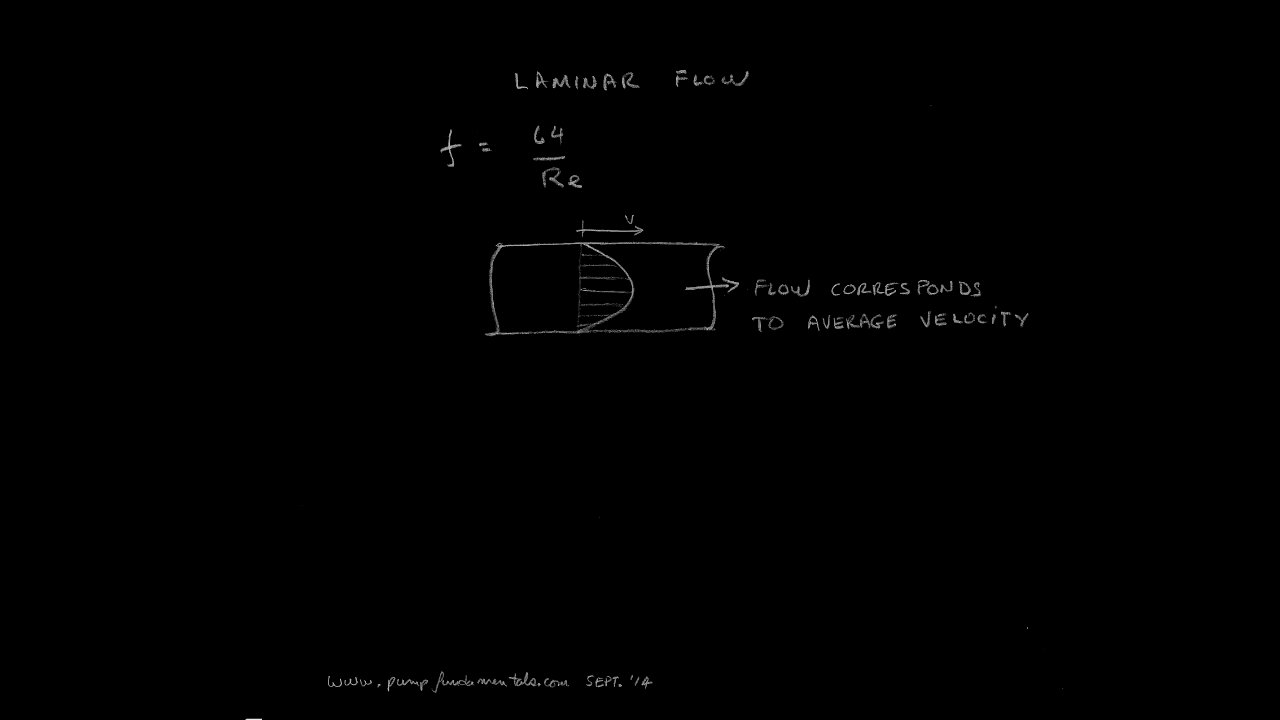 LAMINAR FLOW
f = 64
Re
V
FLOW CORRESPONDS
TO AVERAGE VELOCITY
www.pumpfundamentals.com SEPT. '14